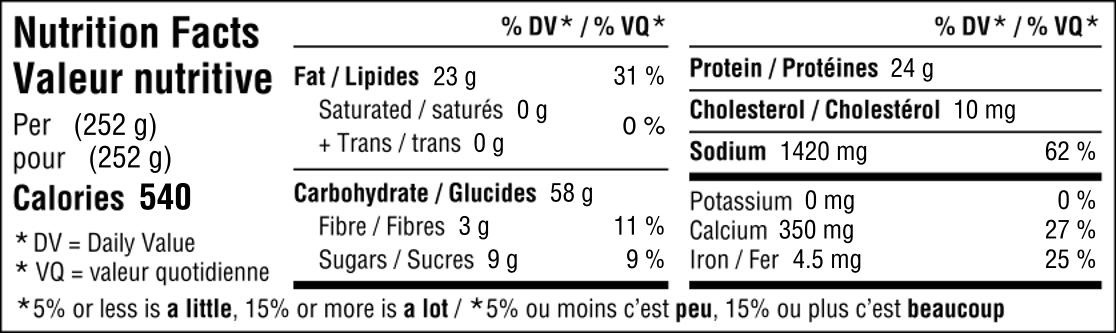 Nutrition Facts
Valeur nutritive
Per (252 g)
pour (252 g)
Calories 540
* DV = Daily Value
* VQ = valeur quotidienne
% DV* / % VQ*
Fat / Lipides 23 g 31 %
Saturated / saturés 0 g
0 %
+ Trans / trans 0 g
Carbohydrate / Glucides 58 g
Fibre / Fibres 3 g 11 %
Sugars / Sucres 9 g 9 %
% DV* / % VQ*
Protein / Protéines 24 g
Cholesterol / Cholestérol 10 mg
Sodium 1420 mg 62 %
Potassium 0 mg 0 %
Calcium 350 mg 27 %
Iron / Fer 4.5 mg 25 %
*5% or less is a little, 15% or more is a lot / *5% ou moins c'est peu, 15% ou plus c'est beaucoup